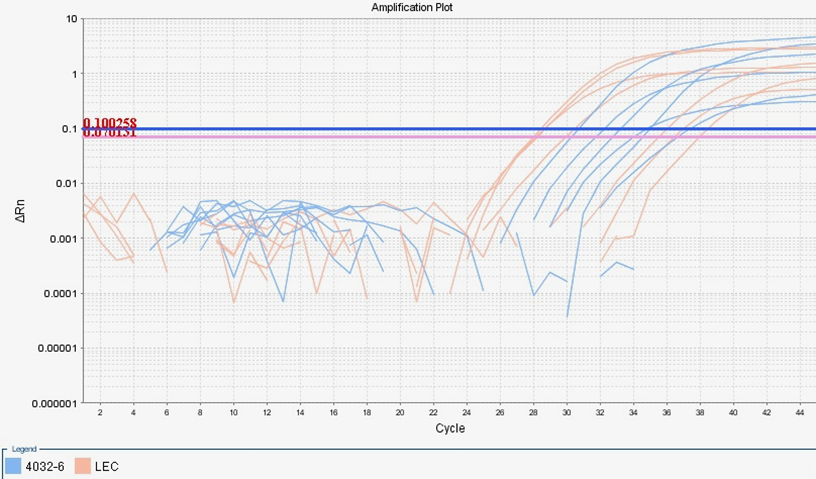 Amplification Plot
10
1
0.100258
0.1
0.070151
0.01
0.001
0.0001
0.00001
0.000001
ΔRn
2 4 6 8 10 12 14 16 18 20 22 24 26 28 30 32 34 36 38 40 42 44
Cycle
Legend
4032-6 LEC